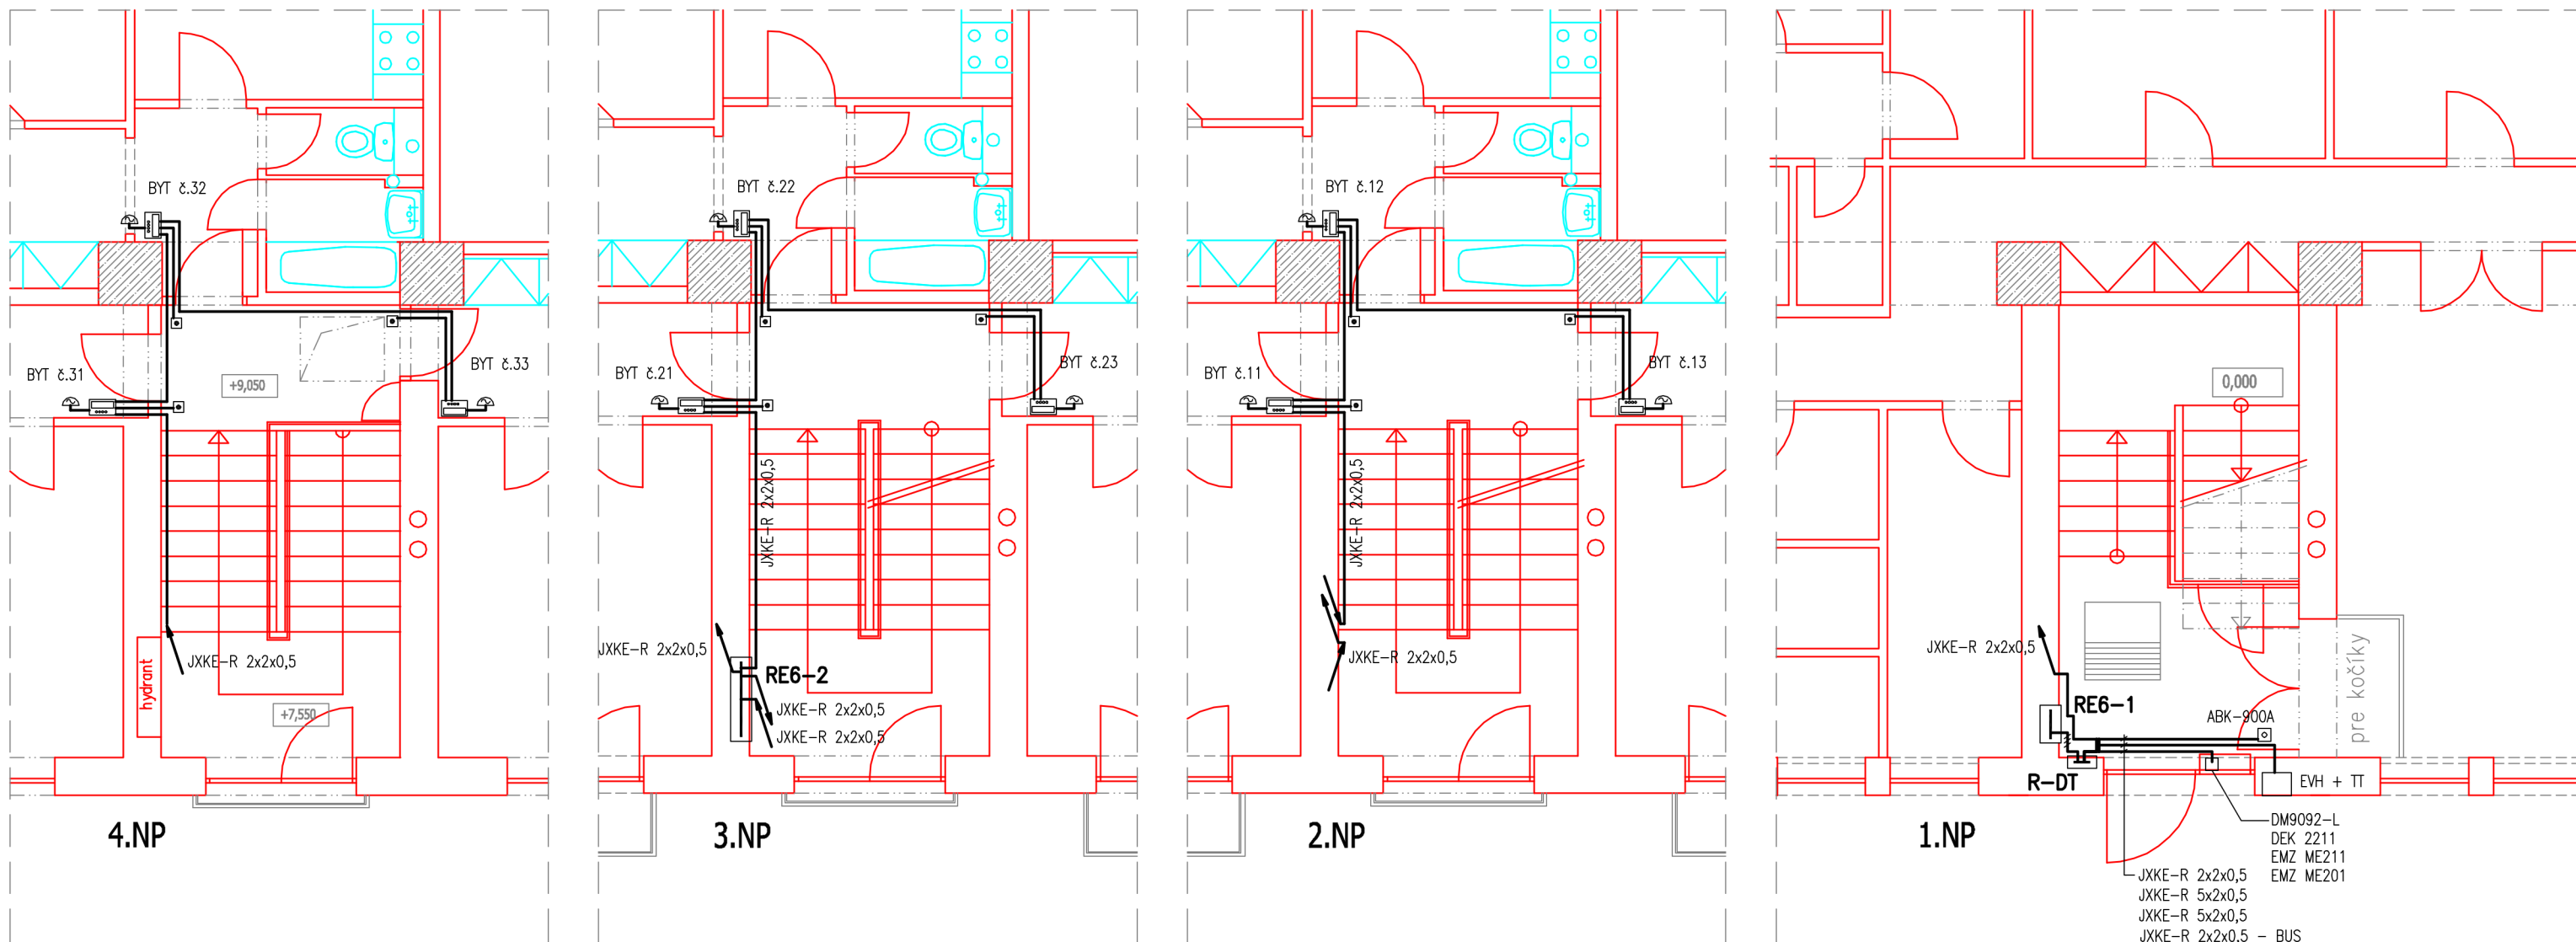 BYT č.32
BYT č.31
+9,050
BYT č.33
hydrant
JXKE-R 2x2x0,5
+7,550
4.NP
BYT č.22
BYT č.21
BYT č.23
JXKE-R 2x2x0,5
JXKE-R 2x2x0,5
RE6-2
JXKE-R 2x2x0,5
JXKE-R 2x2x0,5
3.NP
BYT č.12
BYT č.11
BYT č.13
JXKE-R 2x2x0,5
JXKE-R 2x2x0,5
2.NP
0,000
JXKE-R 2x2x0,5
RE6-1
ABK-900A
pre kočíky
R-DT
EVH + TT
1.NP
DM9092-L
DEK 2211
EMZ ME211
EMZ ME201
JXKE-R 2x2x0,5
JXKE-R 5x2x0,5
JXKE-R 5x2x0,5
JXKE-R 2x2x0,5 - BUS